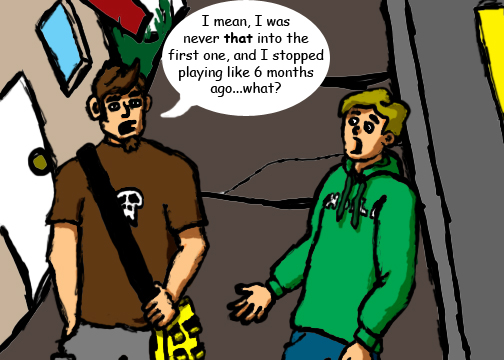 I mean, I was
never that into the
first one, and I stopped
playing like 6 months
ago...what?